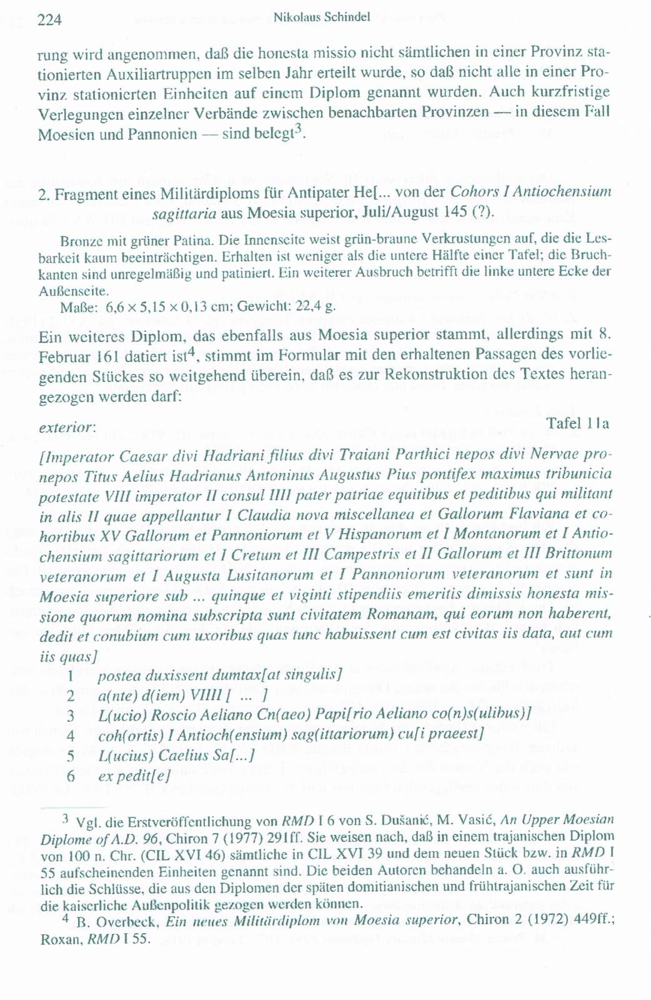 224
Nikolaus Schindel
rung wird angenommen, daß die honesta missio nicht sämtlichen in einer Provinz sta-
tionierten Auxiliartruppen im selben Jahr erteilt wurde, so daß nicht alle in einer Pro-
vinz stationierten Einheiten auf einem Diplom genannt wurden. Auch kurzfristige
Verlegungen einzelner Verbände zwischen benachbarten Provinzen — in diesem Fall
Moesien und Pannonien — sind belegt³.
2. Fragment eines Militärdiploms für Antipater He[... von der Cohors I Antiochensium
sagittaria aus Moesia superior, Juli/August 145 (?).
Bronze mit grüner Patina. Die Innenseite weist grün-braune Verkrustungen auf, die die Les-
barkeit kaum beeinträchtigen. Erhalten ist weniger als die untere Hälfte einer Tafel; die Bruch-
kanten sind unregelmäßig und patiniert. Ein weiterer Ausbruch betrifft die linke untere Ecke der
Außenseite.
Maße: 6,6 × 5,15 × 0,13 cm; Gewicht: 22,4 g.
Ein weiteres Diplom, das ebenfalls aus Moesia superior stammt, allerdings mit 8.
Februar 161 datiert ist⁴, stimmt im Formular mit den erhaltenen Passagen des vorlie-
genden Stückes so weitgehend überein, daß es zur Rekonstruktion des Textes heran-
gezogen werden darf:
exterior: Tafel 11a
[Imperator Caesar divi Hadriani filius divi Traiani Parthici nepos divi Nervae pro-
nepos Titus Aelius Hadrianus Antoninus Augustus Pius pontifex maximus tribunicia
potestate VIII imperator II consul IIII pater patriae equitibus et peditibus qui militant
in alis II quae appellantur I Claudia nova miscellanea et Gallorum Flaviana et co-
hortibus XV Gallorum et Pannoniorum et V Hispanorum et I Montanorum et I Antio-
chensium sagittariorum et I Cretum et III Campestris et II Gallorum et III Brittonum
veteranorum et I Augusta Lusitanorum et I Pannoniorum veteranorum et sunt in
Moesia superiore sub ... quinque et viginti stipendiis emeritis dimissis honesta mis-
sione quorum nomina subscripta sunt civitatem Romanam, qui eorum non haberent,
dedit et conubium cum uxoribus quas tunc habuissent cum est civitas iis data, aut cum
iis quas]
1 postea duxissent dumtax[at singulis]
2 a(nte) d(iem) VIIII [ ... ]
3 L(ucio) Roscio Aeliano Cn(aeo) Papi[rio Aeliano co(n)s(ulibus)]
4 coh(ortis) I Antioch(ensium) sag(ittariorum) cu[i praeest]
5 L(ucius) Caelius Sa[...]
6 ex pedit[e]
3 Vgl. die Erstveröffentlichung von RMD I 6 von S. Dušanić, M. Vasić, An Upper Moesian
Diplome of A.D. 96, Chiron 7 (1977) 291ff. Sie weisen nach, daß in einem trajanischen Diplom
von 100 n. Chr. (CIL XVI 46) sämtliche in CIL XVI 39 und dem neuen Stück bzw. in RMD I
55 aufscheinenden Einheiten genannt sind. Die beiden Autoren behandeln a. O. auch ausführ-
lich die Schlüsse, die aus den Diplomen der späten domitianischen und frühtrajanischen Zeit für
die kaiserliche Außenpolitik gezogen werden können.
4 B. Overbeck, Ein neues Militärdiplom von Moesia superior, Chiron 2 (1972) 449ff.;
Roxan, RMD I 55.